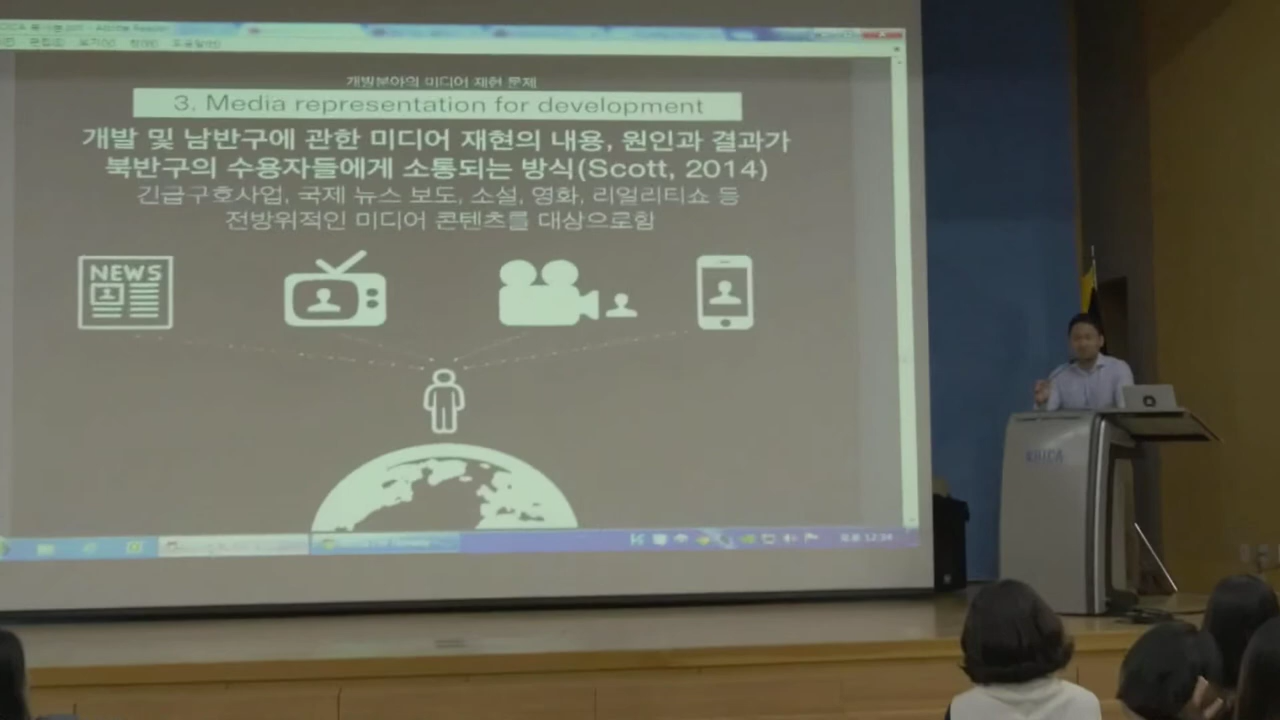 Adobe Reader
개발분야의 미디어 재현 문제
3. Media representation for development
개발 및 남반구에 관한 미디어 재현의 내용, 원인과 결과가
북반구의 수용자들에게 소통되는 방식(Scott, 2014)
긴급구호사업, 국제 뉴스 보도, 소설, 영화, 리얼리티쇼 등
전방위적인 미디어 콘텐츠를 대상으로함
NEWS
KOICA
12:34